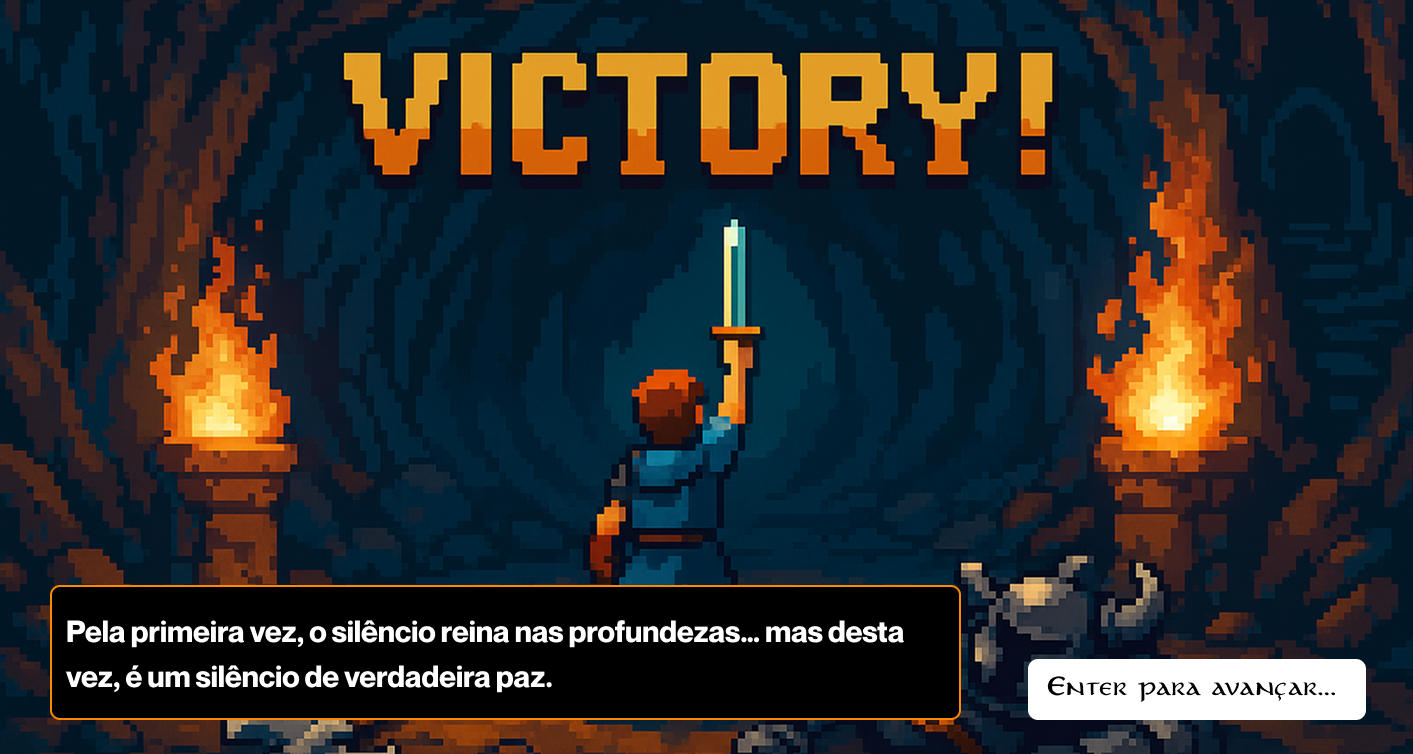 VICTORY!
Pela primeira vez, o silêncio reina nas profundezas... mas desta
vez, é um silêncio de verdadeira paz.
Enter para avançar...